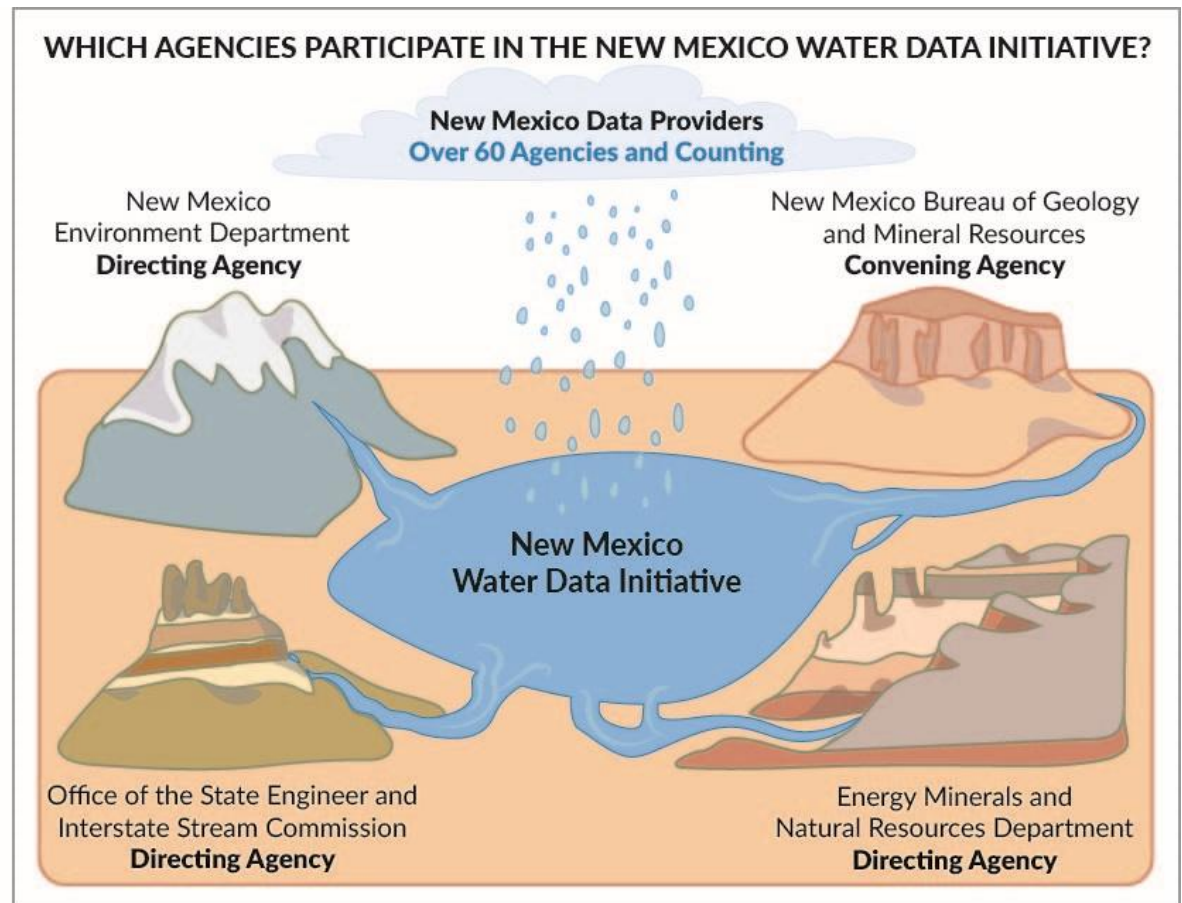 WHICH AGENCIES PARTICIPATE IN THE NEW MEXICO WATER DATA INITIATIVE?
New Mexico Data Providers
Over 60 Agencies and Counting
New Mexico
Environment Department
Directing Agency
New Mexico Bureau of Geology
and Mineral Resources
Convening Agency
New Mexico
Water Data Initiative
Office of the State Engineer and
Interstate Stream Commission
Directing Agency
Energy Minerals and
Natural Resources Department
Directing Agency